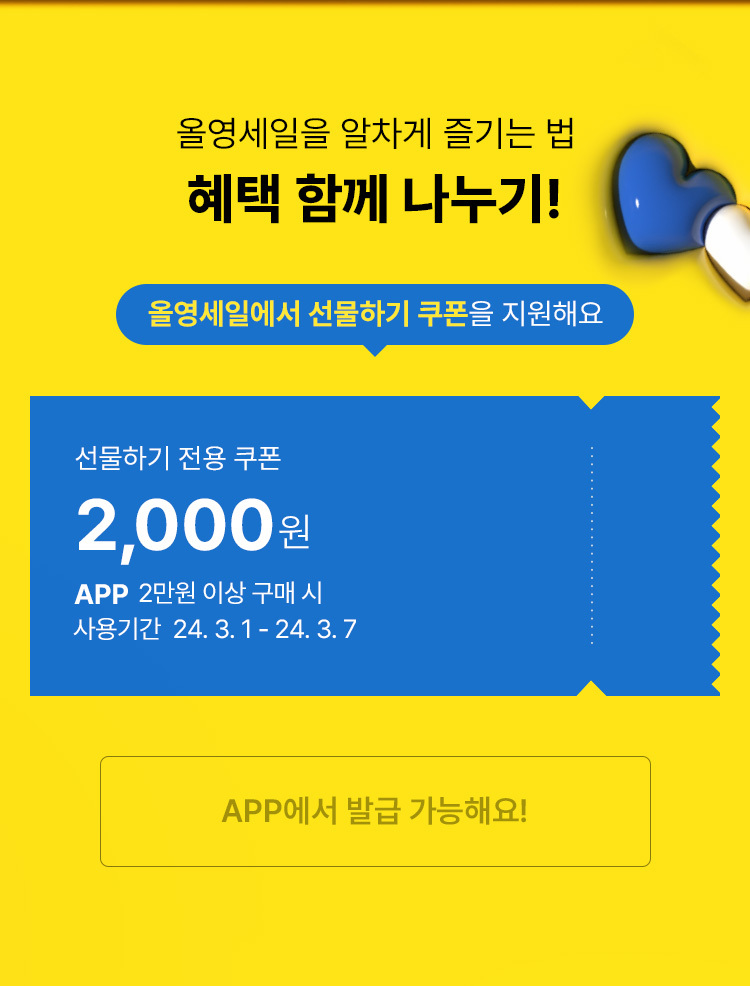 올영세일을 알차게 즐기는 법
혜택 함께 나누기!
올영세일에서 선물하기 쿠폰을 지원해요
선물하기 전용 쿠폰
2,000원
APP 2만원 이상 구매 시
사용기간 24. 3. 1 - 24. 3. 7
APP에서 발급 가능해요!